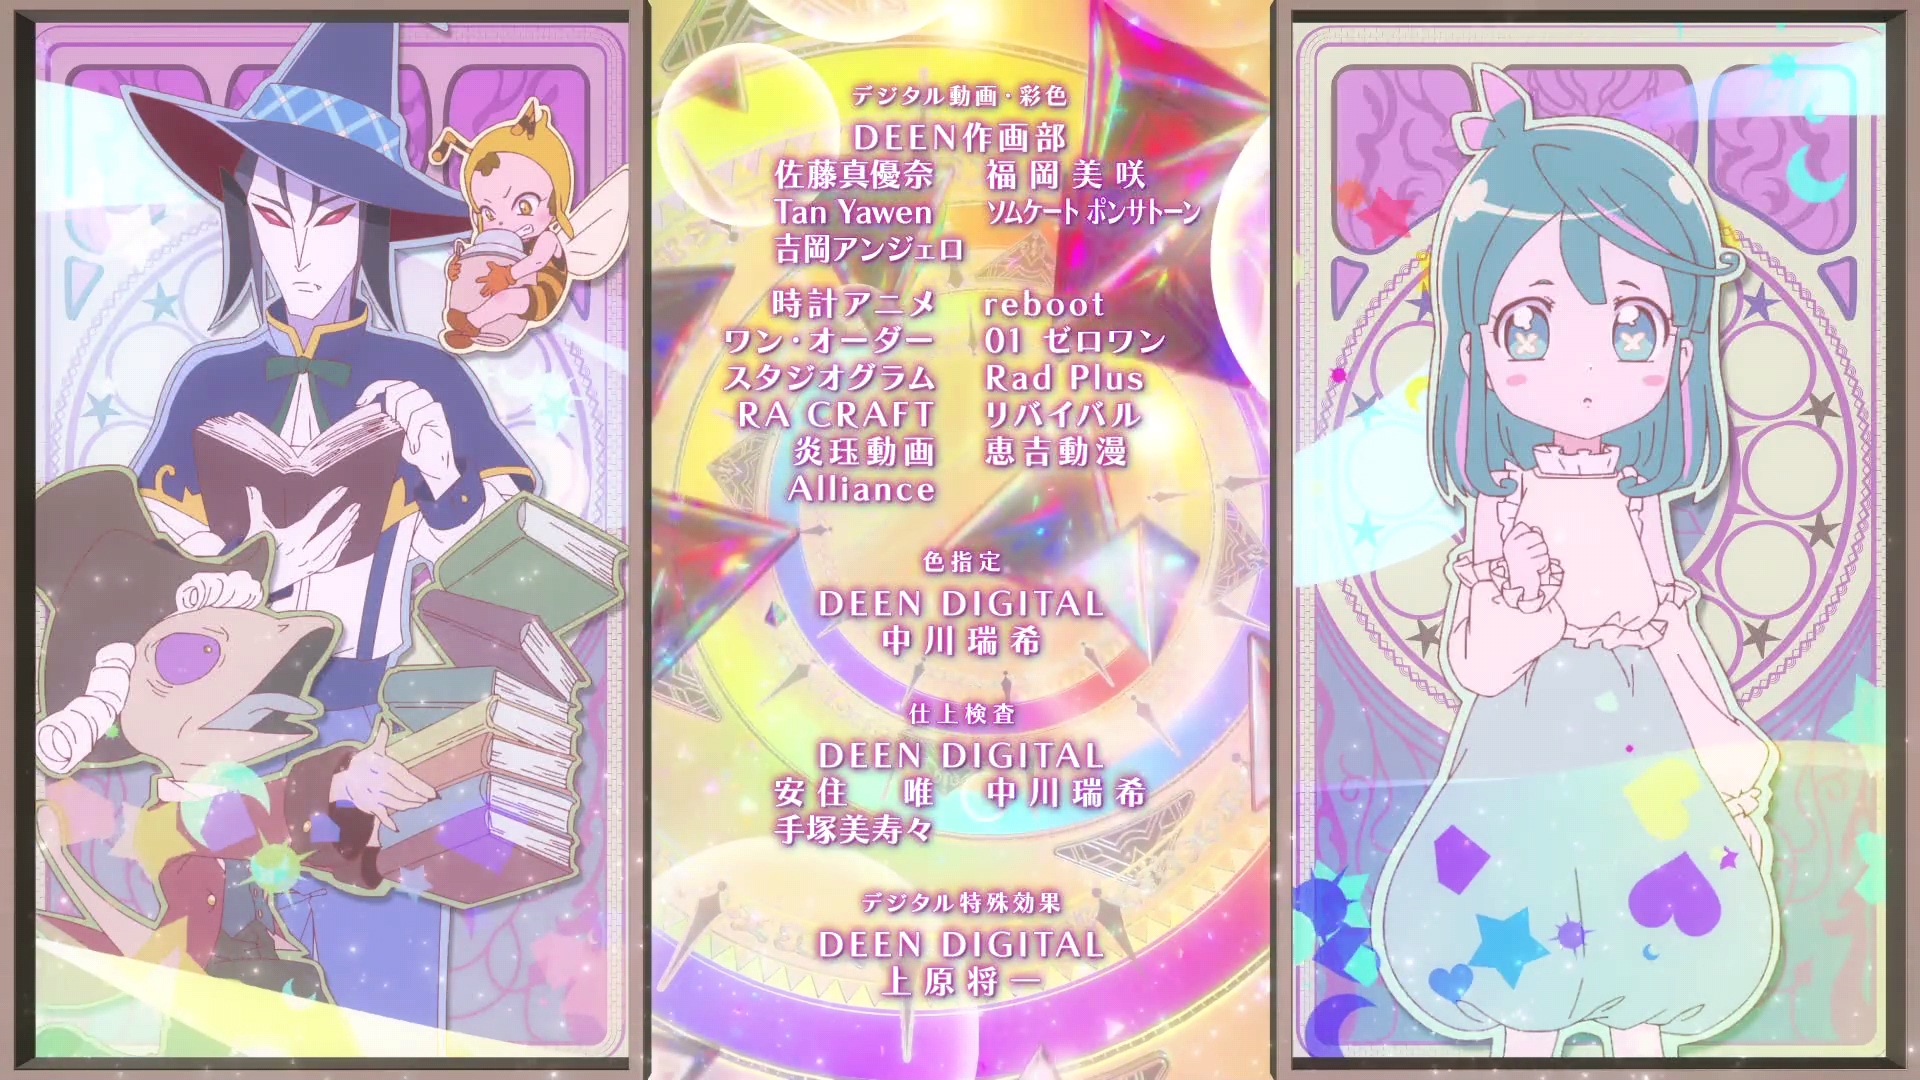 デジタル動画・彩色
DEEN作画部
佐藤真優奈 福岡美咲
Tan Yawen ソムケート ポンサトーン
吉岡アンジェロ
時計アニメ reboot
ワン・オーダー 01 ゼロワン
スタジオグラム Rad Plus
RA CRAFT リバイバル
炎珏動画 恵吉動漫
Alliance
色指定
DEEN DIGITAL
中川瑞希
仕上検査
DEEN DIGITAL
安住 唯 中川瑞希
手塚美寿々
デジタル特殊効果
DEEN DIGITAL
上原将一